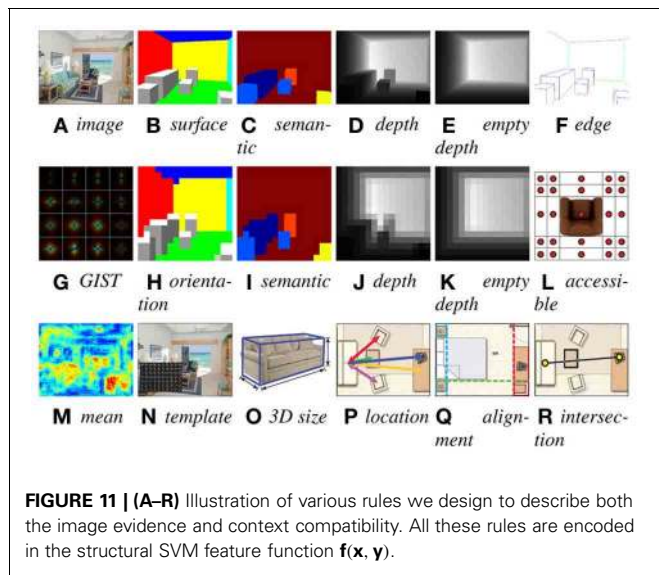 A image B surface C seman- D depth E empty F edge
tic depth
G GIST H orienta- I semantic J depth K empty L accessi-
tion depth ble
M mean N template O 3D size P location Q align- R intersec-
ment tion
FIGURE 11 | (A–R) Illustration of various rules we design to describe both
the image evidence and context compatibility. All these rules are encoded
in the structural SVM feature function f(x, y).